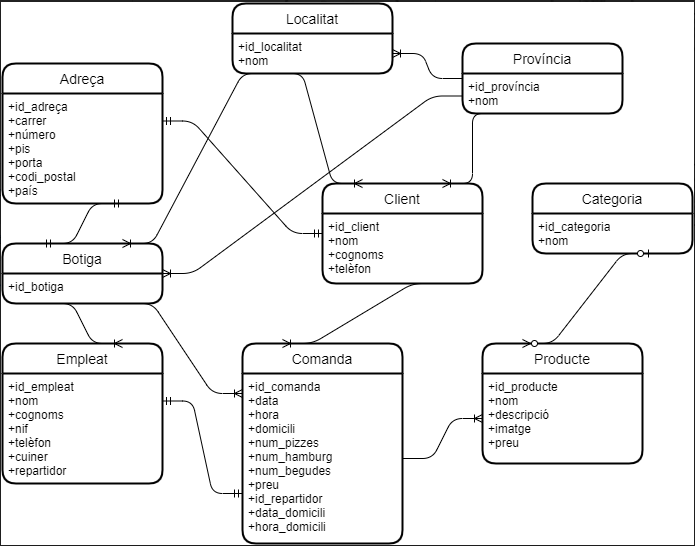 Localitat
+id_localitat
+nom
Província
+id_província
+nom
Adreça
+id_adreça
+carrer
+número
+pis
+porta
+codi_postal
+país
Client
+id_client
+nom
+cognoms
+telèfon
Categoria
+id_categoria
+nom
Botiga
+id_botiga
Empleat
+id_empleat
+nom
+cognoms
+nif
+telèfon
+cuiner
+repartidor
Comanda
+id_comanda
+data
+hora
+domicili
+num_pizzes
+num_hamburg
+num_begudes
+preu
+id_repartidor
+data_domicili
+hora_domicili
Producte
+id_producte
+nom
+descripció
+imatge
+preu